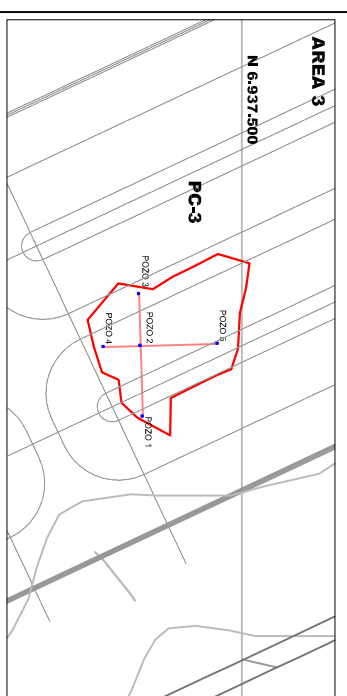 AREA 3
N 6.937.500
PC-3
POZO 5
POZO 3
POZO 2
POZO 4
POZO 1